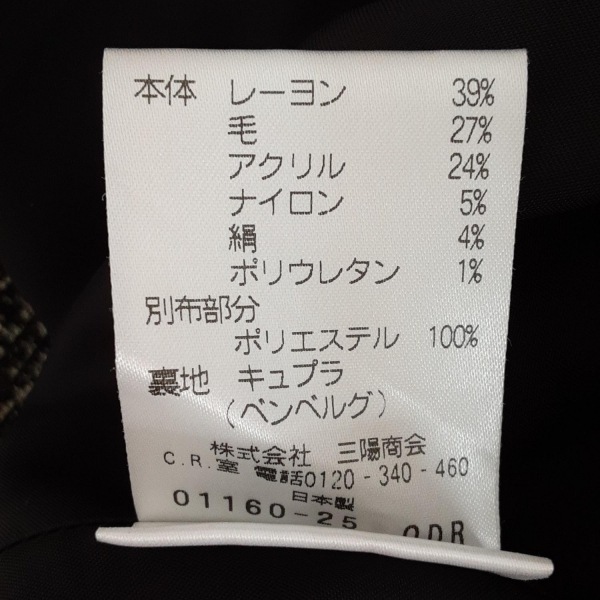 本体 レーヨン 39%
毛 27%
アクリル 24%
ナイロン 5%
絹 4%
ポリウレタン 1%
別布部分
ポリエステル 100%
裏地 キュプラ
(ベンベルグ)
株式会社 三陽商会
C.R.室 電話0120-340-460
日本製
01160-25